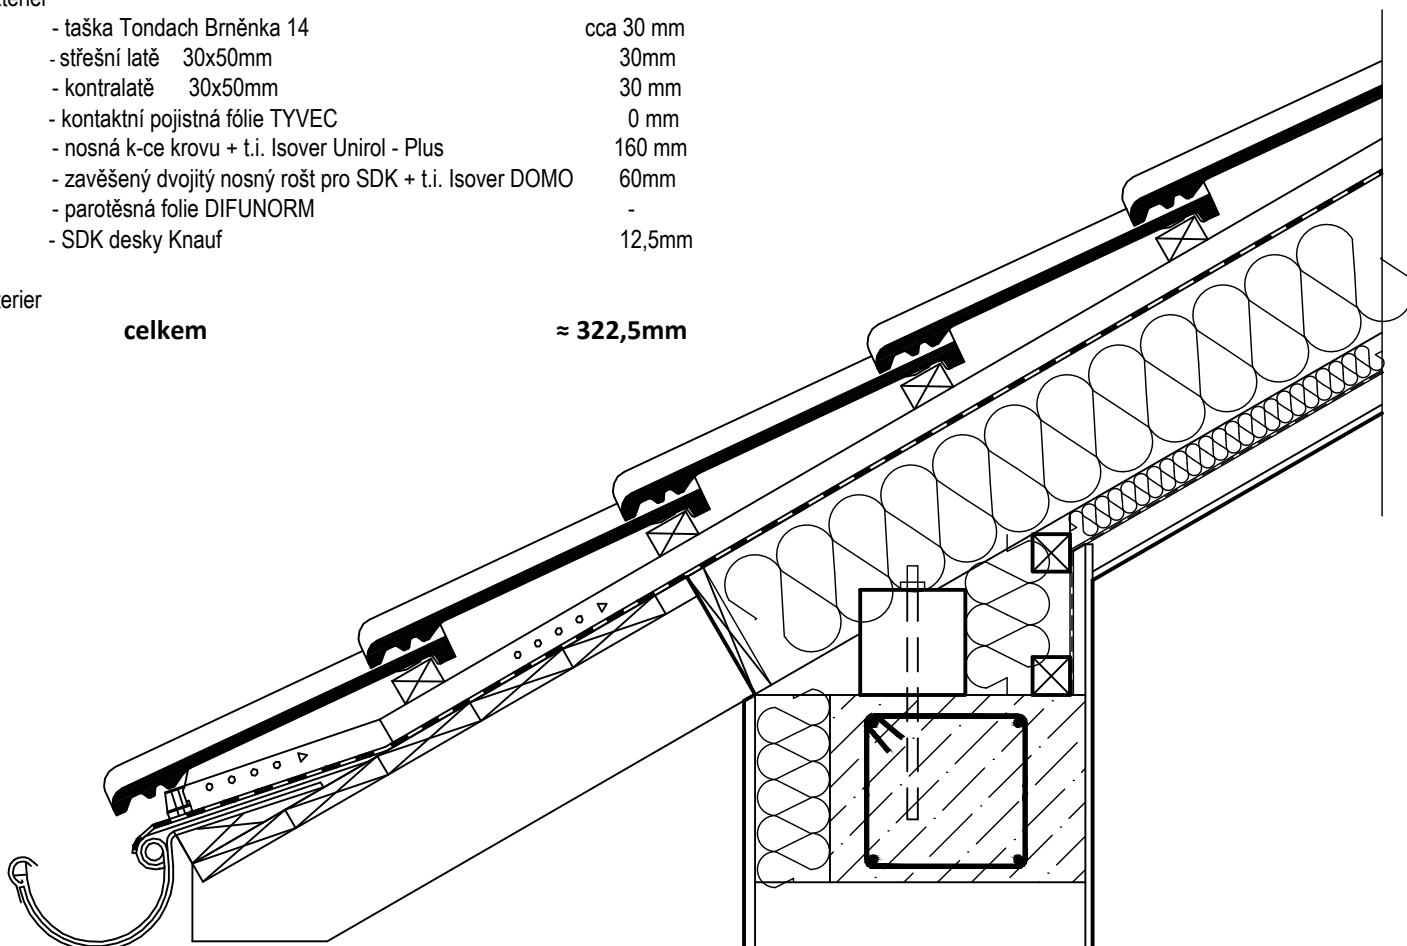 - taška Tondach Brněnka 14 cca 30 mm
- střešní latě 30x50mm 30mm
- kontralatě 30x50mm 30 mm
- kontaktní pojistná fólie TYVEC 0 mm
- nosná k-ce krovu + t.i. Isover Unirol - Plus 160 mm
- zavěšený dvojitý nosný rošt pro SDK + t.i. Isover DOMO 60mm
- parotěsná folie DIFUNORM -
- SDK desky Knauf 12,5mm
terier
celkem ≈ 322,5mm